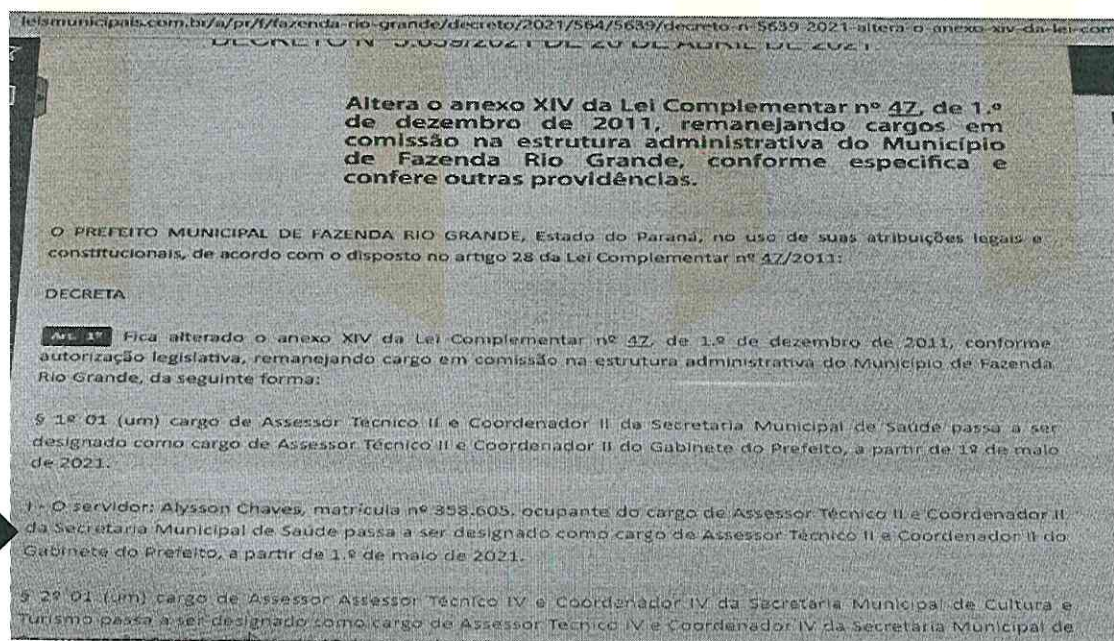 leismunicipais.com.br/a/pr/f/fazenda-rio-grande/decreto/2021/564/5639/decreto-n-5639-2021-altera-o-anexo-xiv-da-lei-com
DECRETO Nº 5.639/2021 DE 20 DE ABRIL DE 2021.
Altera o anexo XIV da Lei Complementar nº 47, de 1.º
de dezembro de 2011, remanejando cargos em
comissão na estrutura administrativa do Município
de Fazenda Rio Grande, conforme especifica e
confere outras providências.
O PREFEITO MUNICIPAL DE FAZENDA RIO GRANDE, Estado do Paraná, no uso de suas atribuições legais e
constitucionais, de acordo com o disposto no artigo 28 da Lei Complementar nº 47/2011:
DECRETA
Art. 1º Fica alterado o anexo XIV da Lei Complementar nº 47, de 1.º de dezembro de 2011, conforme
autorização legislativa, remanejando cargo em comissão na estrutura administrativa do Município de Fazenda
Rio Grande, da seguinte forma:
§ 1º 01 (um) cargo de Assessor Técnico II e Coordenador II da Secretaria Municipal de Saúde passa a ser
designado como cargo de Assessor Técnico II e Coordenador II do Gabinete do Prefeito, a partir de 1º de maio
de 2021.
I - O servidor: Alysson Chaves, matrícula nº 358.605, ocupante do cargo de Assessor Técnico II e Coordenador II
da Secretaria Municipal de Saúde passa a ser designado como cargo de Assessor Técnico II e Coordenador II do
Gabinete do Prefeito, a partir de 1.º de maio de 2021.
§ 2º 01 (um) cargo de Assessor Assessor Técnico IV e Coordenador IV da Secretaria Municipal de Cultura e
Turismo passa a ser designado como cargo de Assessor Tecnico IV e Coordenador IV da Secretaria Municipal de